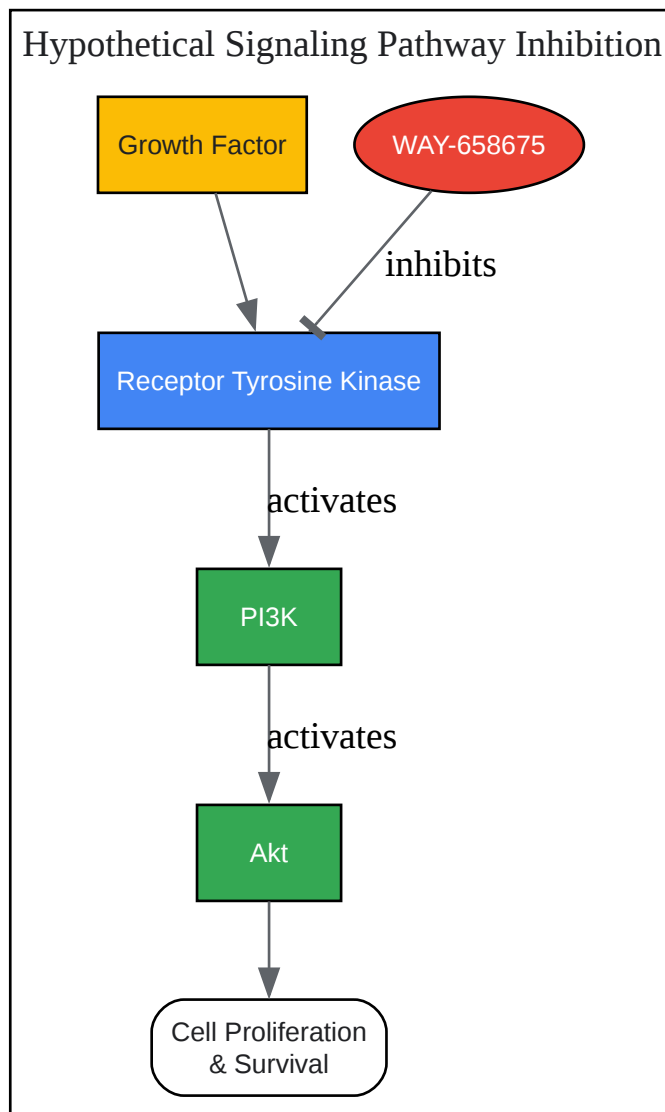 Hypothetical Signaling Pathway Inhibition
Growth Factor
WAY-658675
inhibits
Receptor Tyrosine Kinase
activates
PI3K
activates
Akt
Cell Proliferation
& Survival